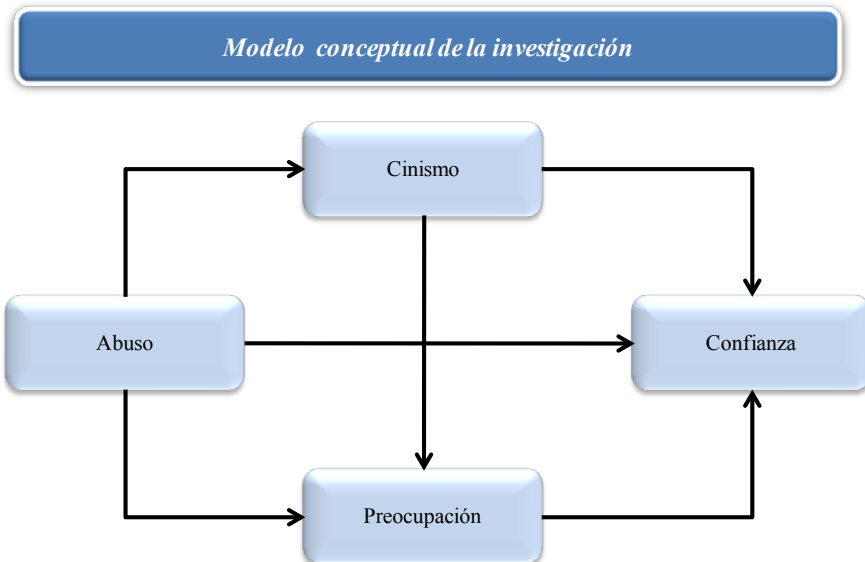 Modelo conceptual de la investigación
Cinismo
Abuso
Confianza
Preocupación